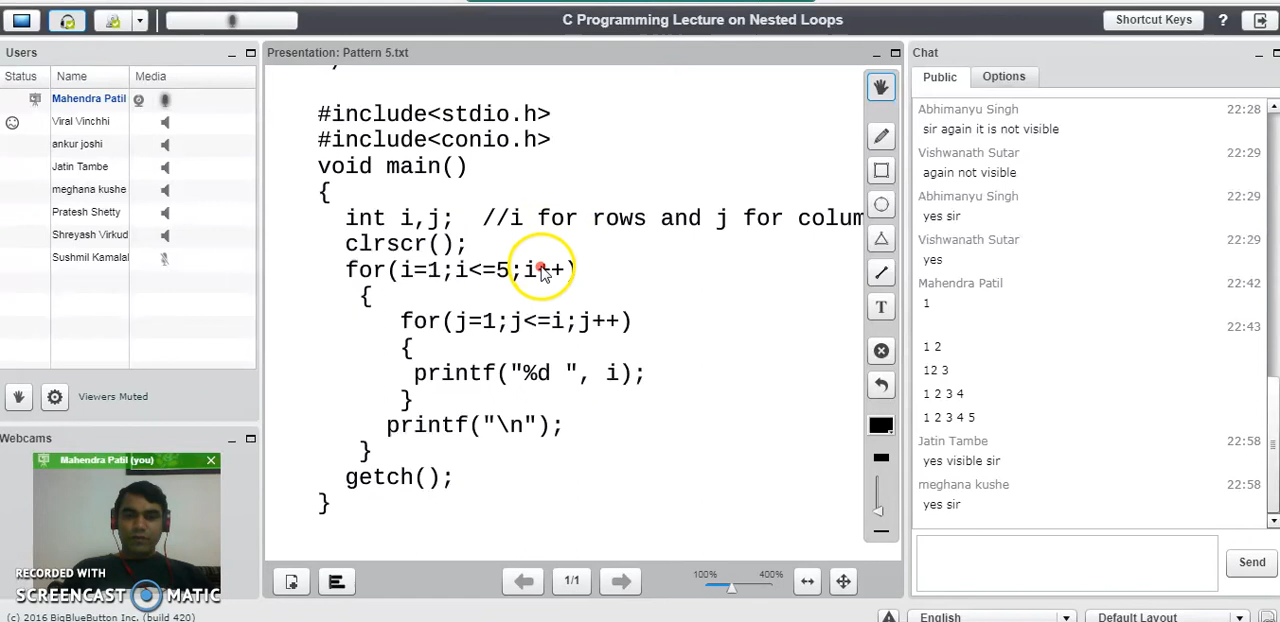 C Programming Lecture on Nested Loops
Shortcut Keys
?
Users
Status Name Media
Mahendra Patil
Viral Vinchhi
ankur joshi
Jatin Tambe
meghana kushe
Pratesh Shetty
Shreyash Virkud
Sushmil Kamalal
Viewers Muted
Webcams
Mahendra Patil (you)
RECORDED WITH
SCREENCAST MATIC
(c) 2016 BigBlueButton Inc. (build 420)
Presentation: Pattern 5.txt
#include<stdio.h>
#include<conio.h>
void main()
{
int i,j; //i for rows and j for colum
clrscr();
for(i=1;i<=5;i++)
{
for(j=1;j<=i;j++)
{
printf("%d ", i);
}
printf("\n");
}
getch();
}
T
1/1
100% 400%
Chat
Public Options
Abhimanyu Singh 22:28
sir again it is not visible
Vishwanath Sutar 22:29
again not visible
Abhimanyu Singh 22:29
yes sir
Vishwanath Sutar 22:29
yes
Mahendra Patil 22:42
1
22:43
1 2
12 3
1 2 3 4
1 2 3 4 5
Jatin Tambe 22:58
yes visible sir
meghana kushe 22:58
yes sir
Send
English
Default Layout